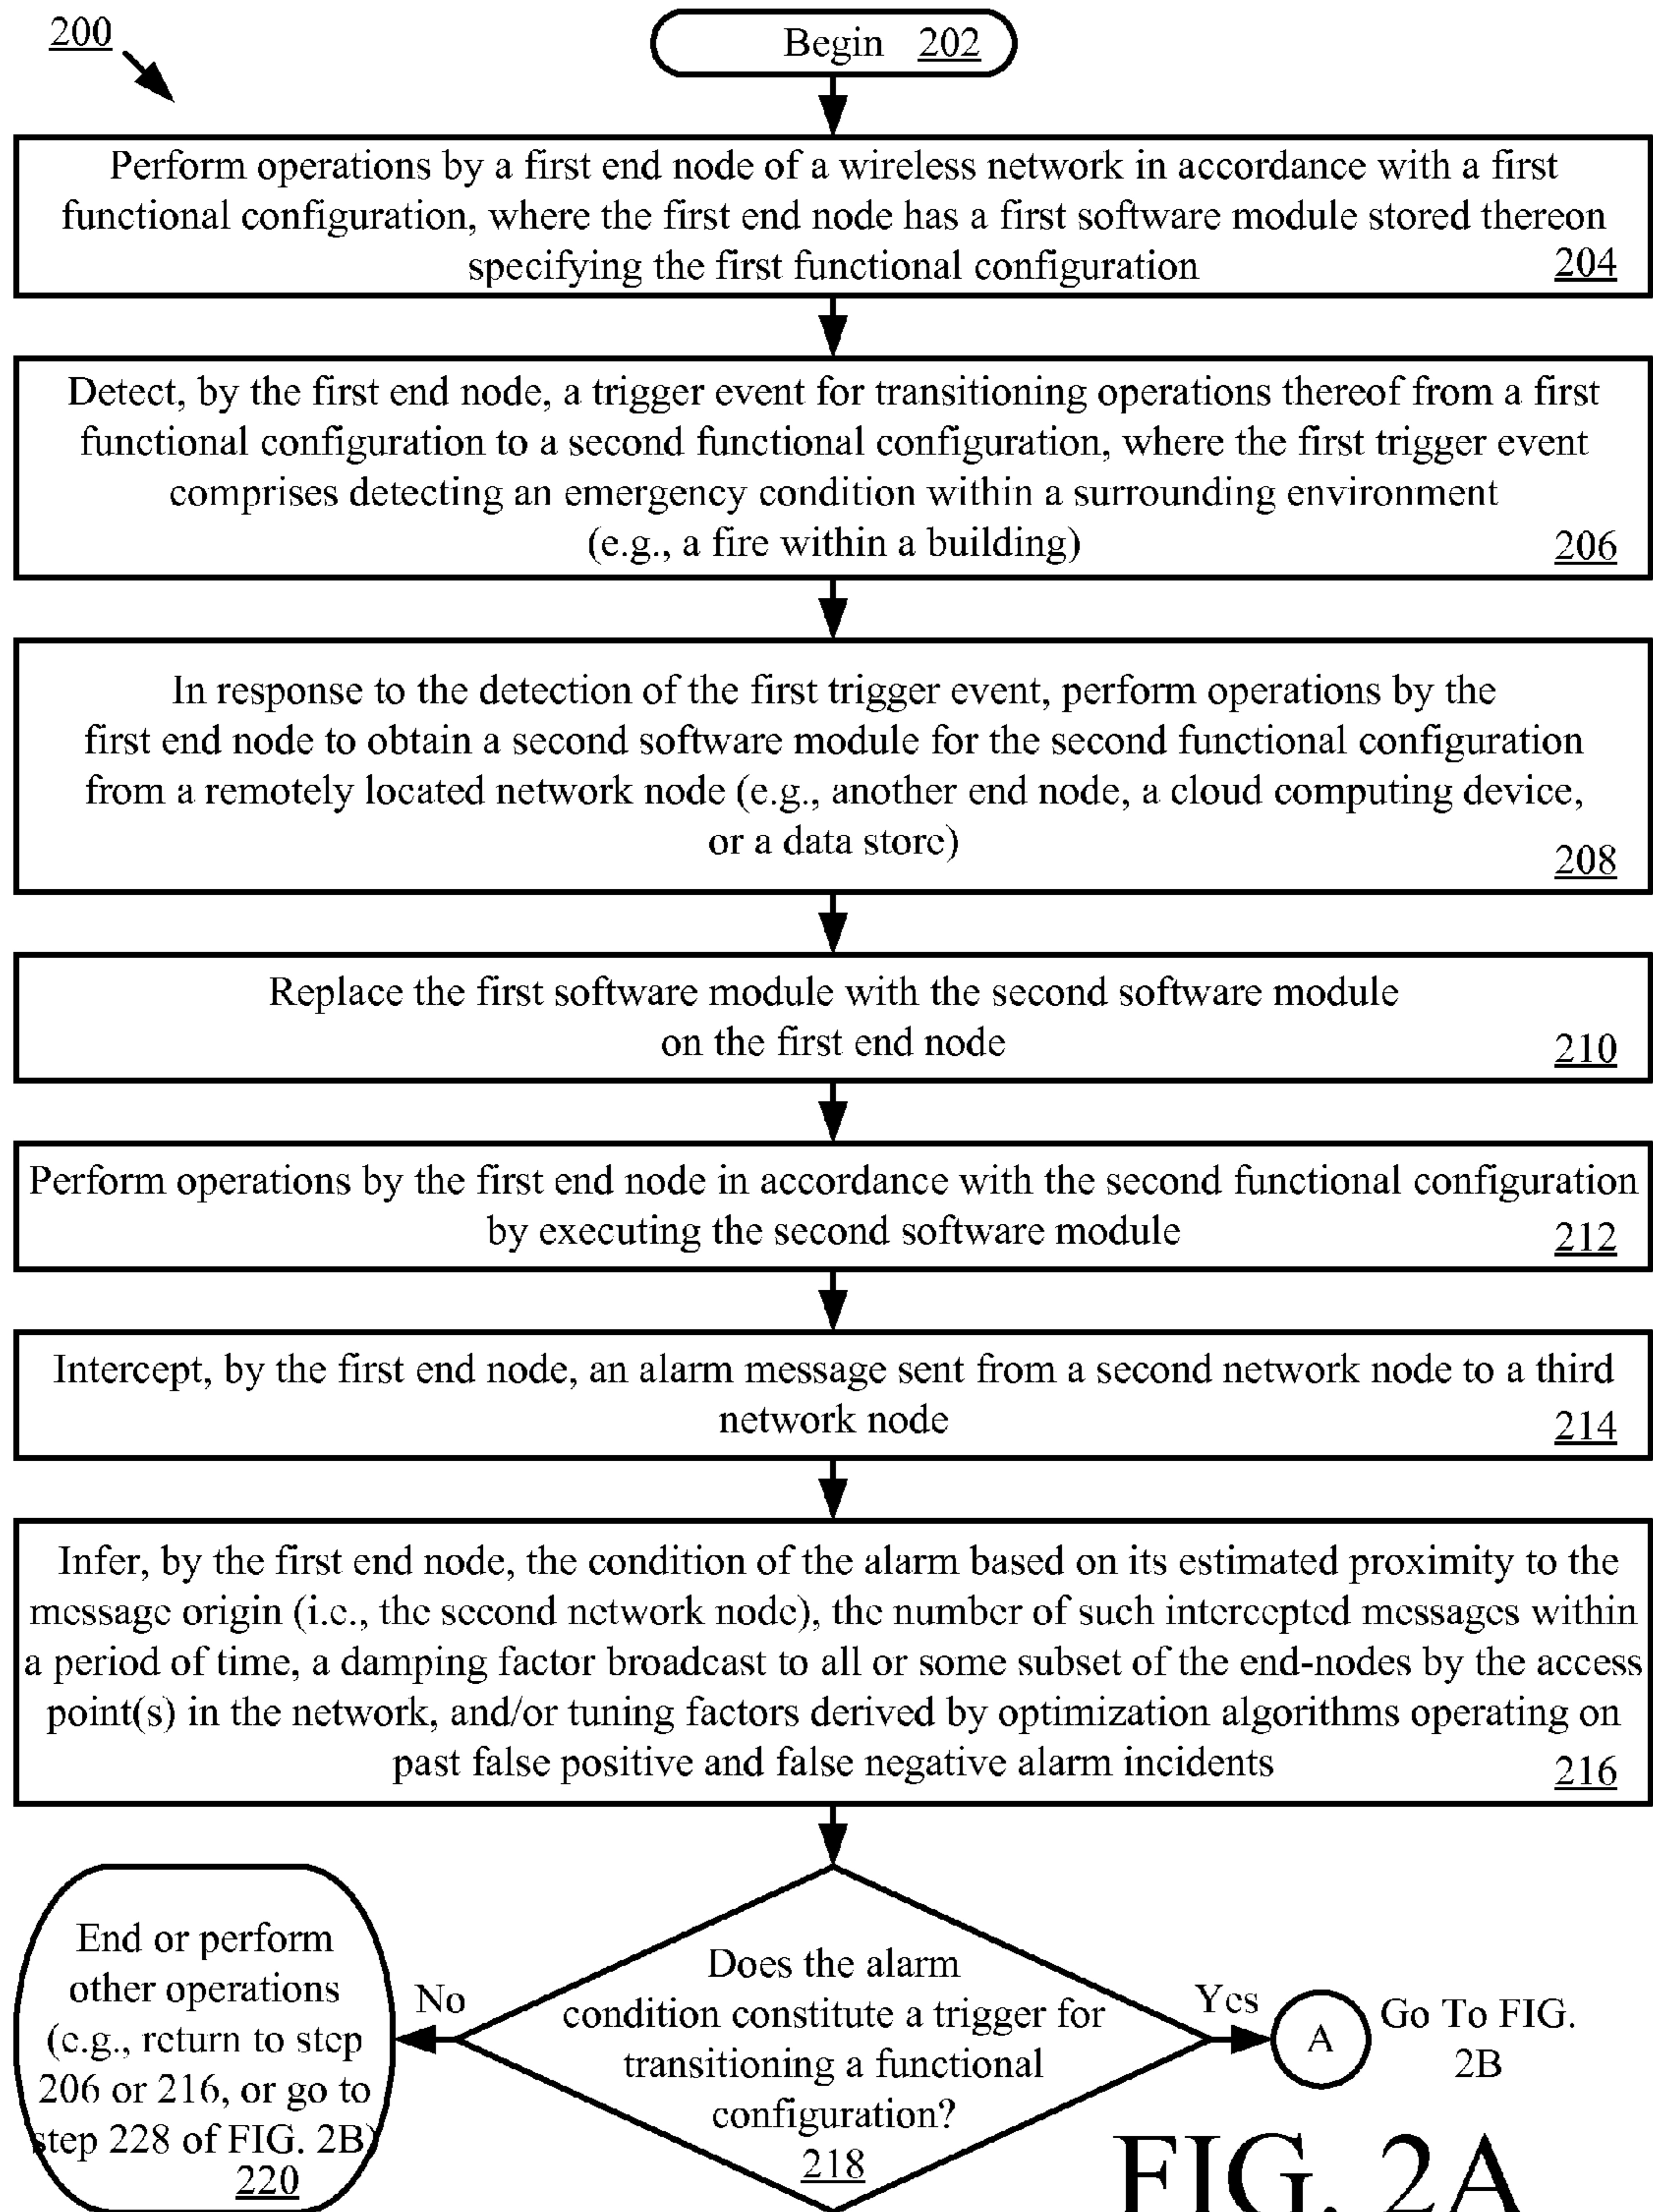 200
Begin 202
Perform operations by a first end node of a wireless network in accordance with a first
functional configuration, where the first end node has a first software module stored thereon
specifying the first functional configuration
204
Detect, by the first end node, a trigger event for transitioning operations thereof from a first
functional configuration to a second functional configuration, where the first trigger event
comprises detecting an emergency condition within a surrounding environment
(e.g., a fire within a building)
206
In response to the detection of the first trigger event, perform operations by the
first end node to obtain a second software module for the second functional configuration
from a remotely located network node (e.g., another end node, a cloud computing device,
or a data store)
208
Replace the first software module with the second software module
on the first end node
210
Perform operations by the first end node in accordance with the second functional configuration
by executing the second software module
212
Intercept, by the first end node, an alarm message sent from a second network node to a third
network node
214
Infer, by the first end node, the condition of the alarm based on its estimated proximity to the
message origin (i.e., the second network node), the number of such intercepted messages within
a period of time, a damping factor broadcast to all or some subset of the end-nodes by the access
point(s) in the network, and/or tuning factors derived by optimization algorithms operating on
past false positive and false negative alarm incidents
216
End or perform
other operations
(e.g., return to step
206 or 216, or go to
step 228 of FIG. 2B)
220
No
Does the alarm
condition constitute a trigger for
transitioning a functional
configuration?
218
Yes
A
Go To FIG.
2B
FIG. 2A